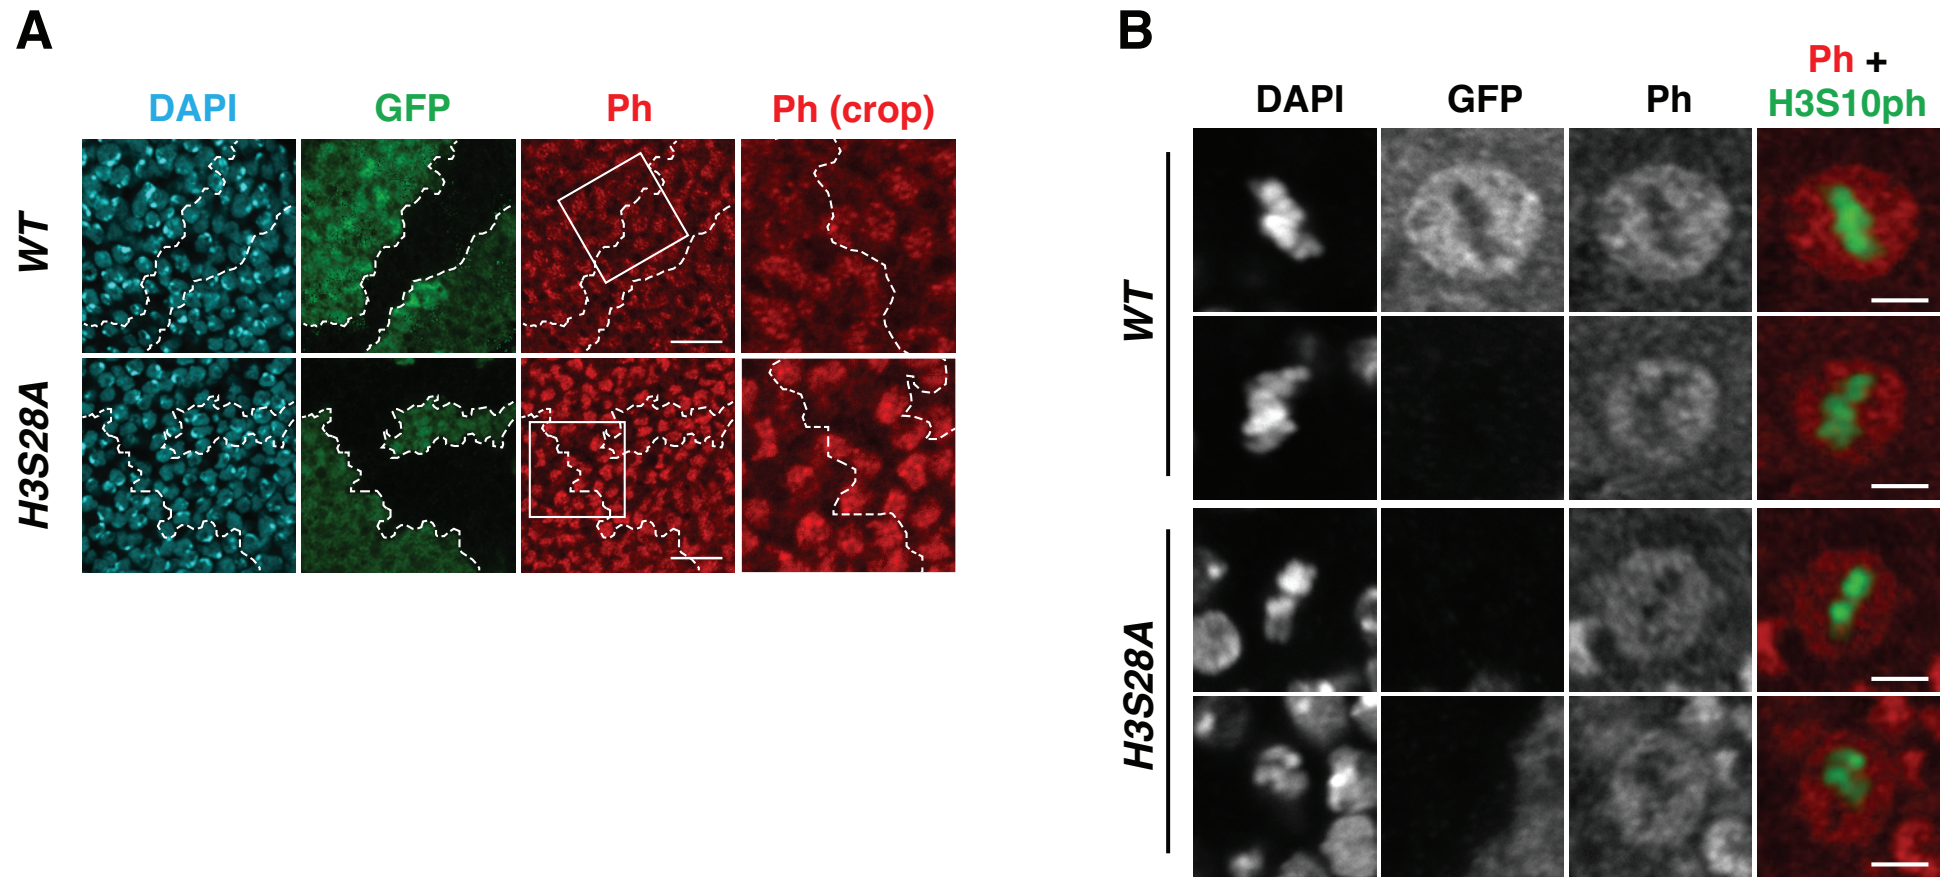 A
DAPI
GFP
Ph
Ph (crop)
WT
H3S28A
B
DAPI
GFP
Ph
Ph +
H3S10ph
WT
H3S28A